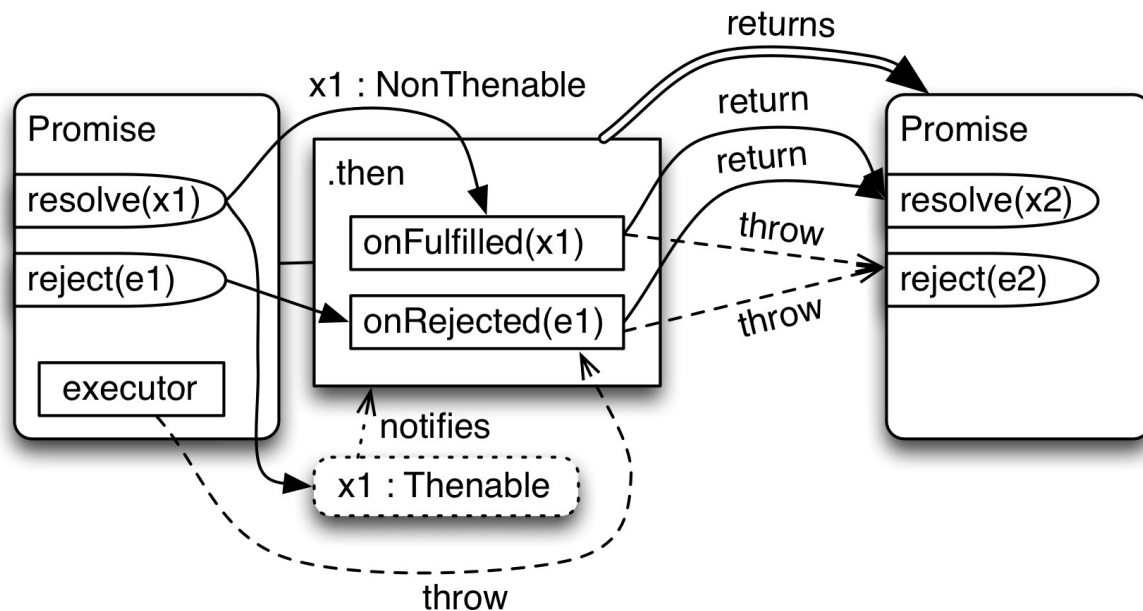 returns
x1 : NonThenable
return
Promise
Promise
return
.then
resolve(x1)
resolve(x2)
onFulfilled(x1)
throw
reject(e1)
reject(e2)
onRejected(e1)
throw
executor
notifies
x1 : Thenable
throw